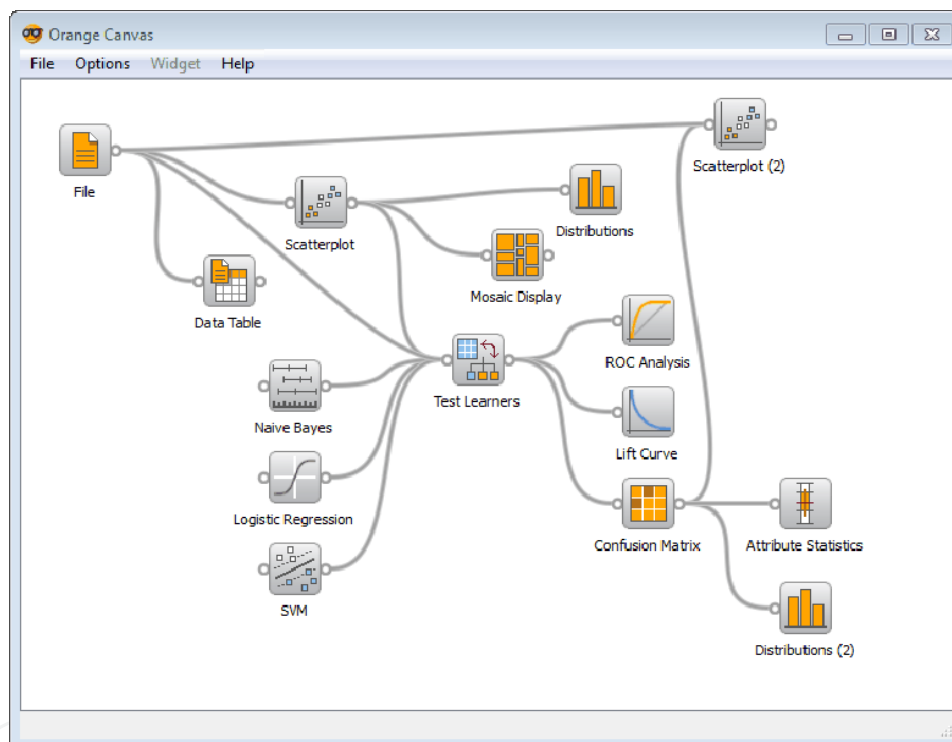 Orange Canvas
File Options Widget Help
File
Scatterplot (2)
Scatterplot
Distributions
Mosaic Display
Data Table
ROC Analysis
Test Learners
Naive Bayes
Lift Curve
Logistic Regression
Confusion Matrix
Attribute Statistics
SVM
Distributions (2)